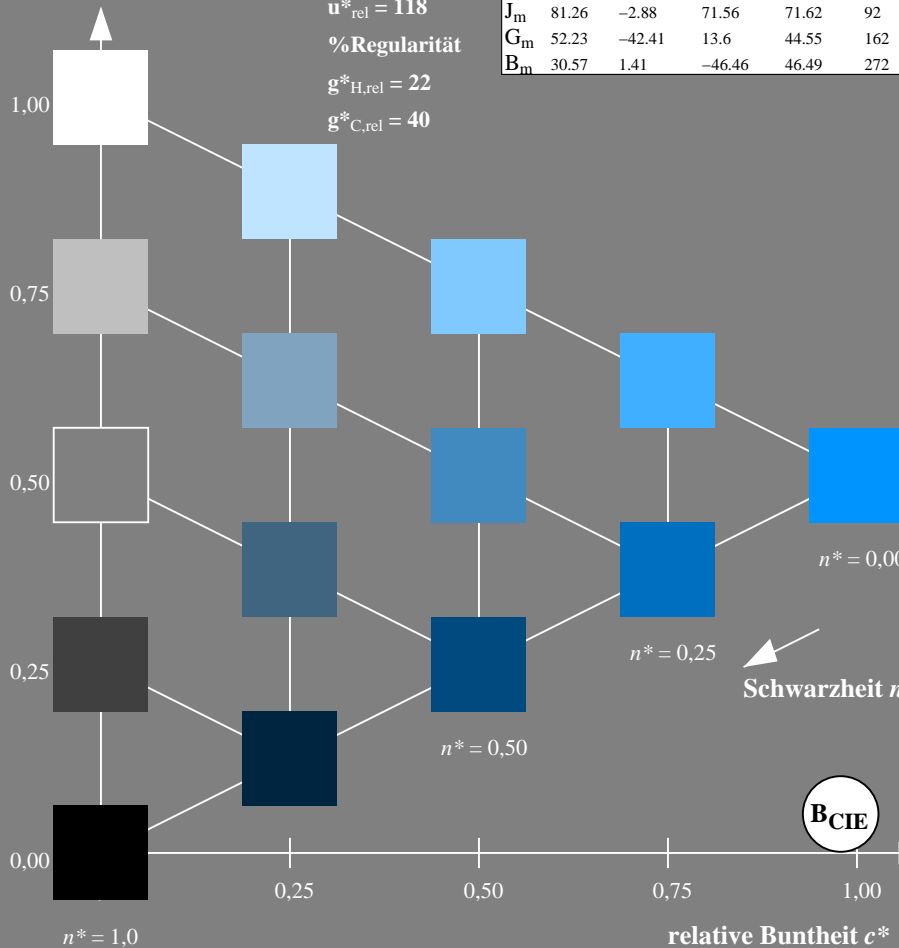 u*rel = 118
%Regularität
g*H,rel = 22
g*C,rel = 40
Jm 81.26 −2.88 71.56 71.62 92
Gm 52.23 −42.41 13.6 44.55 162
Bm 30.57 1.41 −46.46 46.49 272
1,00
0,75
0,50
n* = 0,00
n* = 0,25
0,25
Schwarzheit n
n* = 0,50
BCIE
0,00
0,25 0,50 0,75 1,00
n* = 1,0
relative Buntheit c*